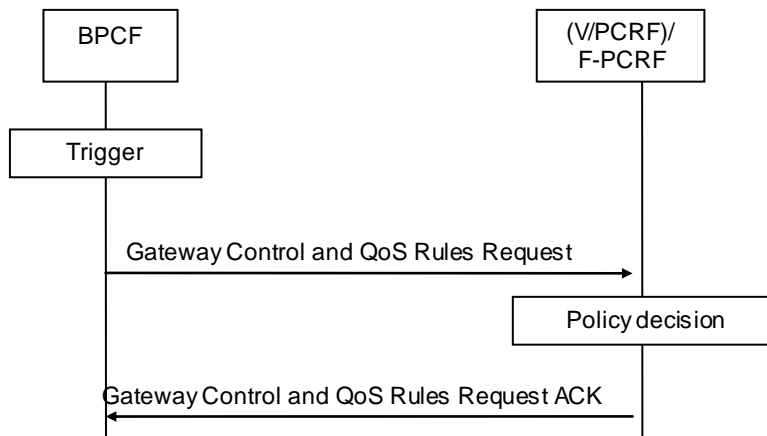 BPCF
(V/PCRF)/
F-PCRF
Trigger
Gateway Control and QoS Rules Request
Policy decision
Gateway Control and QoS Rules Request ACK